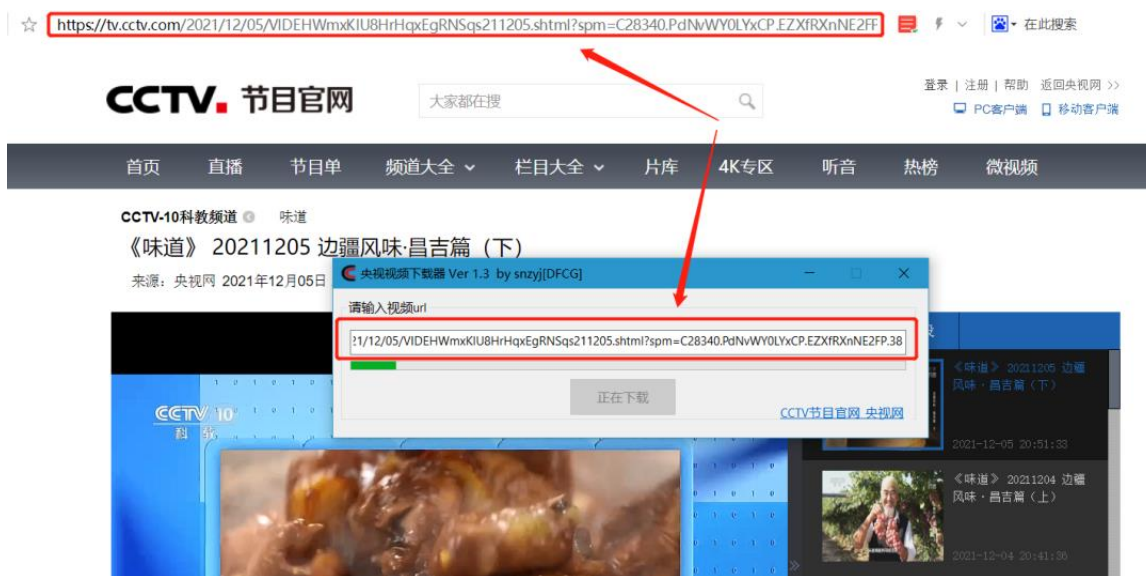 https://tv.cctv.com/2021/12/05/VIDEHWmxKIU8HrHqxEgRNSqs211205.shtml?spm=C28340.PdNvWY0LYxCP.EZXfRXnNE2FF
在此搜索
CCTV. 节目官网
大家都在搜
登录 | 注册 | 帮助 返回央视网 >>
PC客户端 移动客户端
首页 直播 节目单 频道大全 栏目大全 片库 4K专区 听音 热榜 微视频
CCTV-10科教频道 味道
《味道》 20211205 边疆风味·昌吉篇（下）
来源：央视网 2021年12月05日
央视视频下载器 Ver 1.3 by snzyj[DFCG]
请输入视频url
21/12/05/VIDEHWmxKIU8HrHqxEgRNSqs211205.shtml?spm=C28340.PdNvWY0LYxCP.EZXfRXnNE2FP.38
正在下载
CCTV节目官网_央视网
CCTV 10
科教
《味道》 20211205 边疆
风味·昌吉篇（下）
2021-12-05 20:51:33
《味道》 20211204 边疆
风味·昌吉篇（上）
2021-12-04 20:41:36